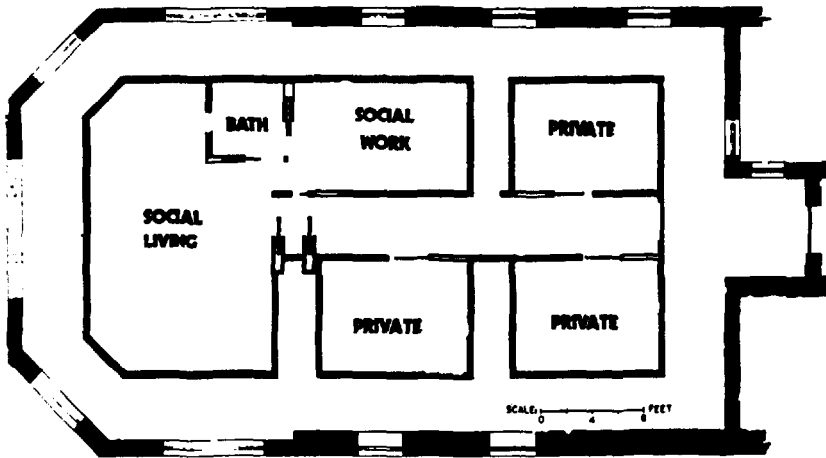 BATH
SOCIAL
WORK
PRIVATE
SOCIAL
LIVING
PRIVATE
PRIVATE
SCALE: FEET
0 4 8